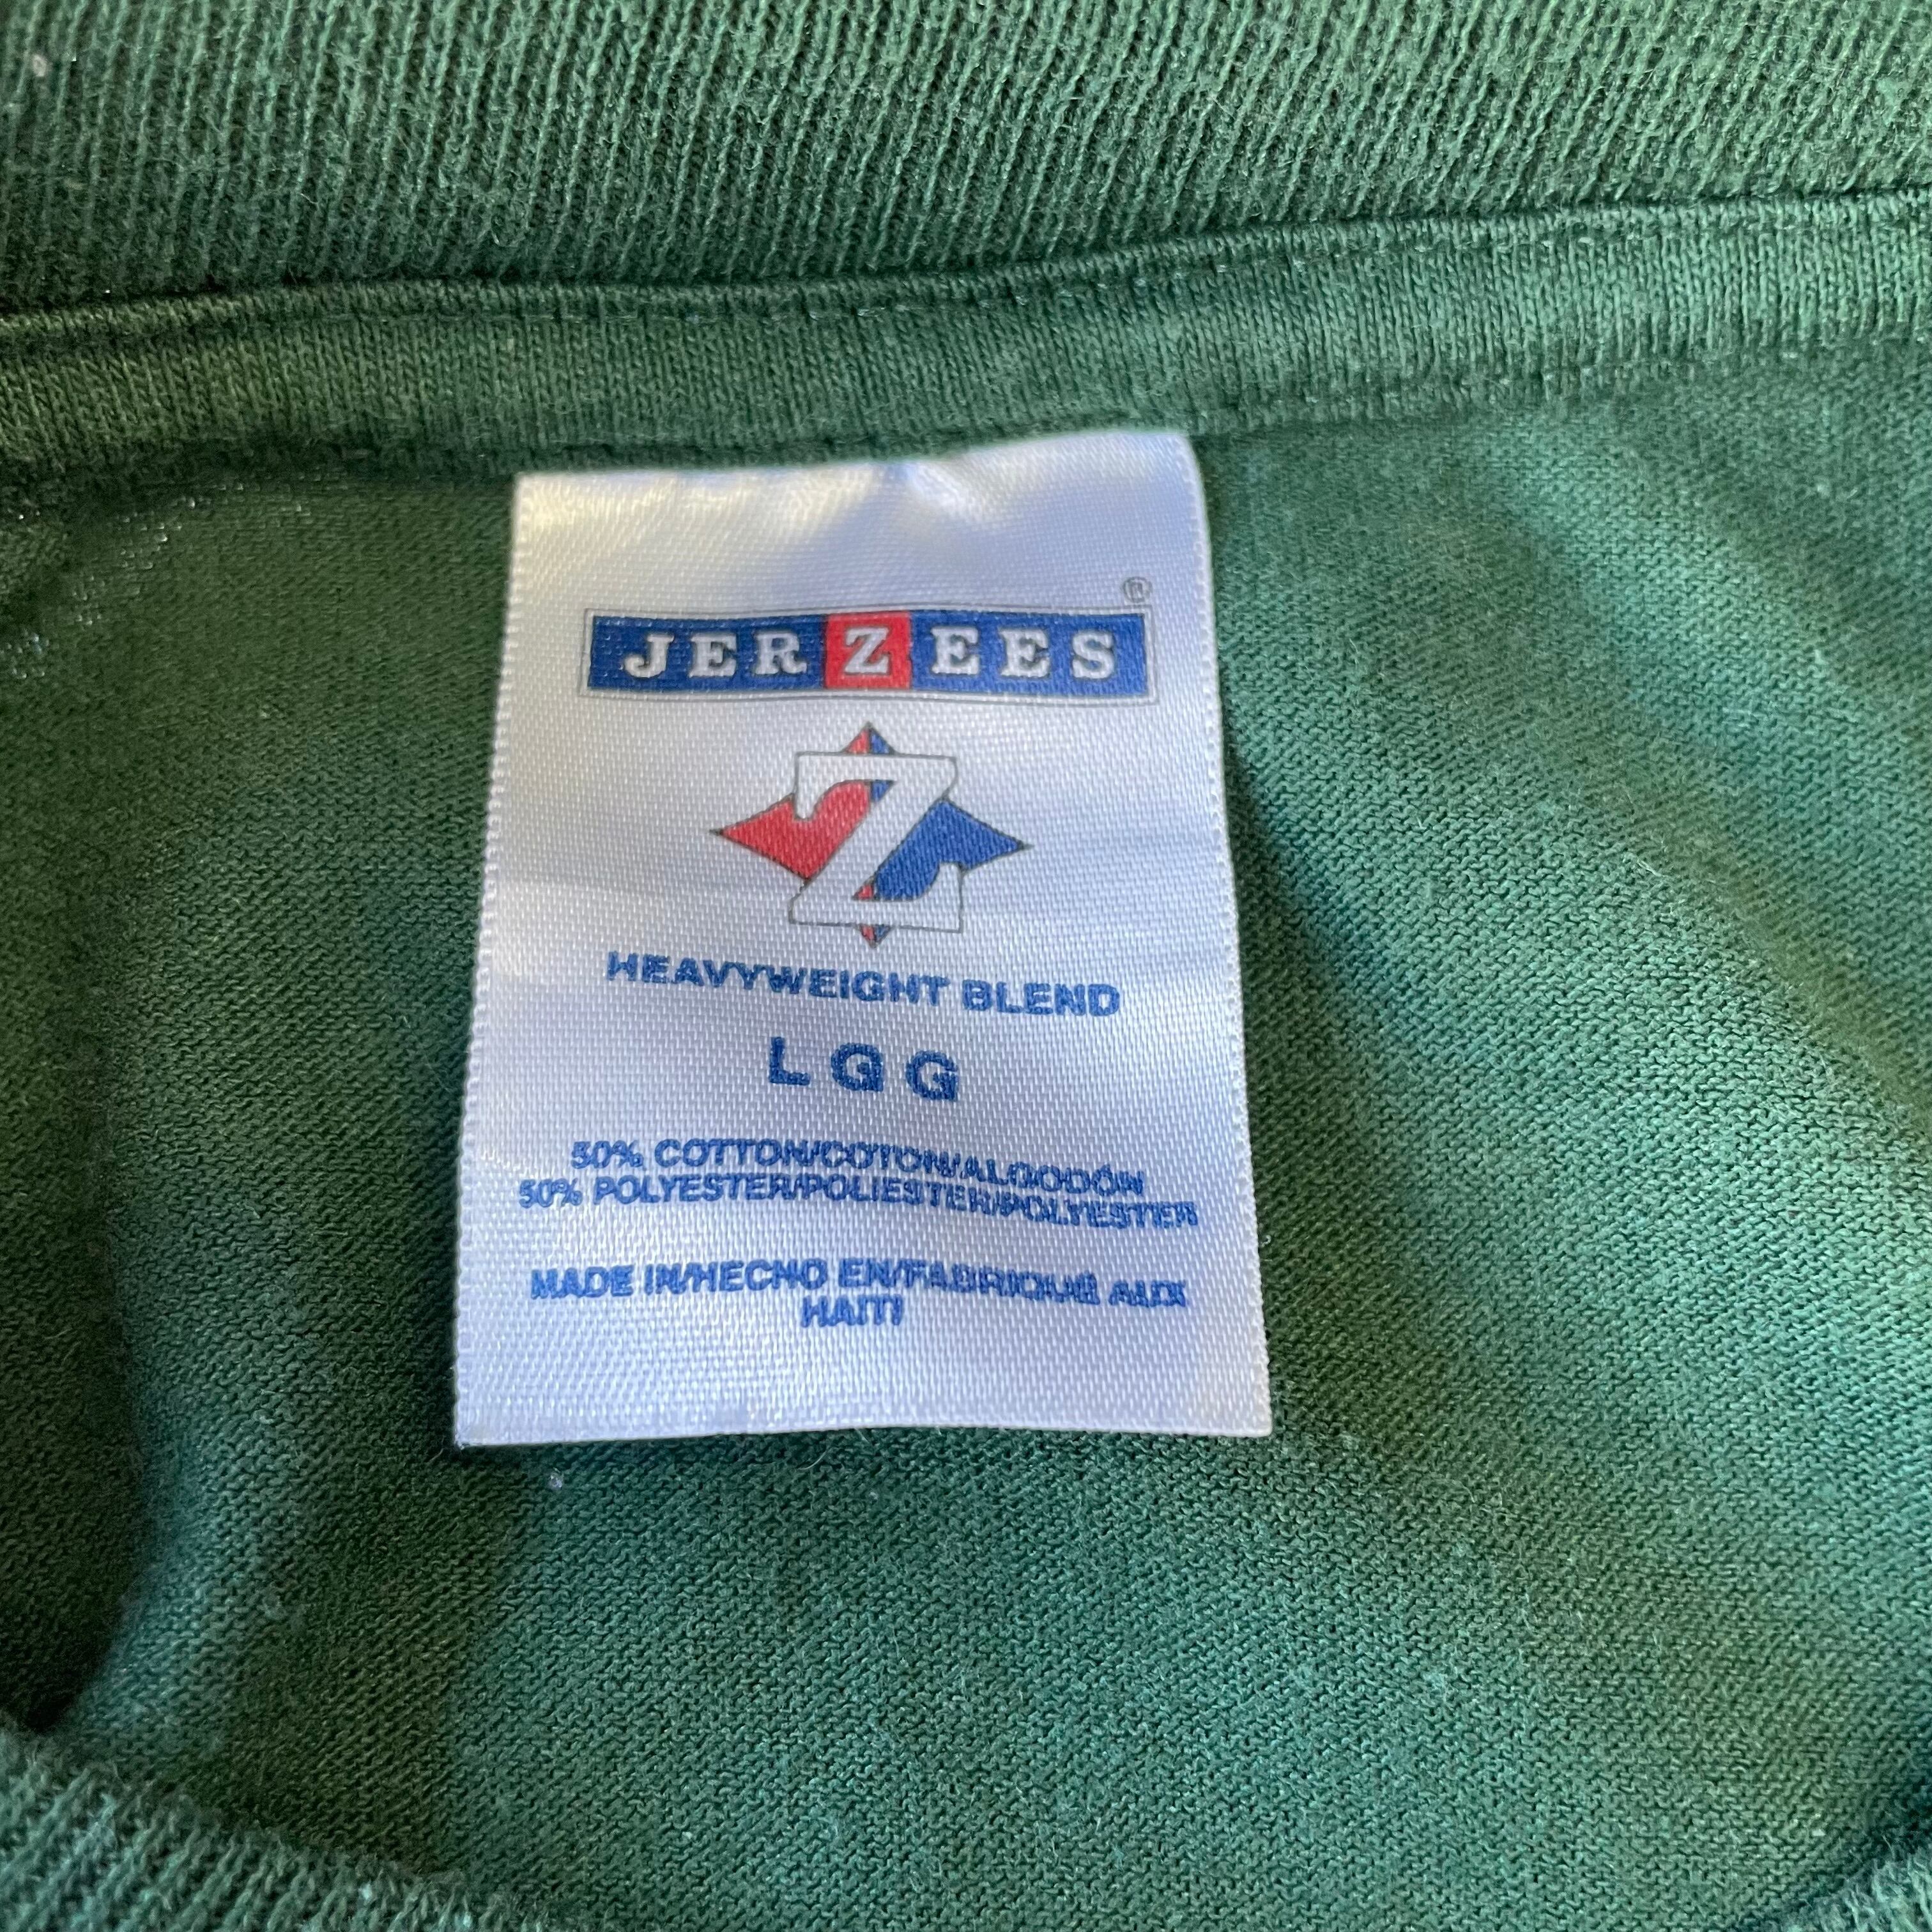 ®
JERZEES
Z
HEAVYWEIGHT BLEND
L G G
50% COTTON/COTON/ALGODÓN
50% POLYESTER/POLIESTER/POLYESTER
MADE IN/HECHO EN/FABRIQUÉ AUX
HAITI